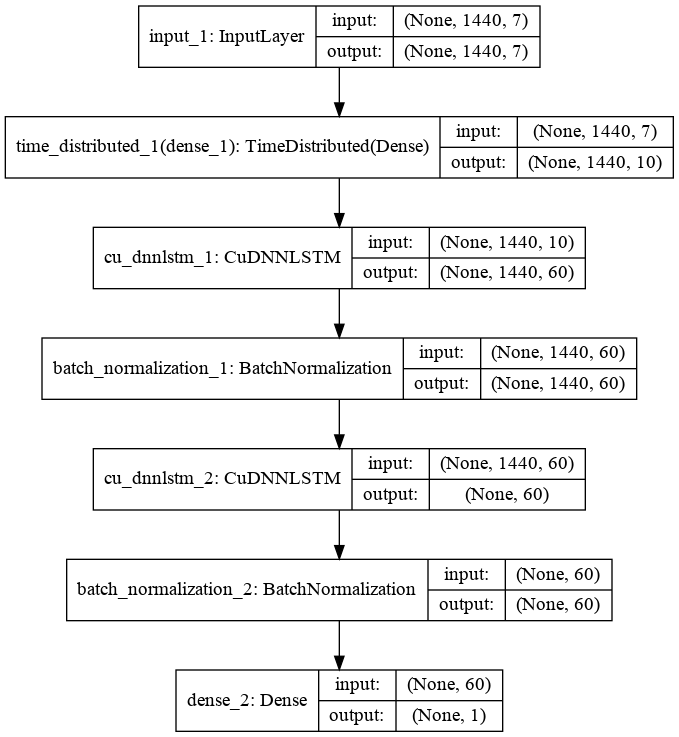 input_1: InputLayer
input: (None, 1440, 7)
output: (None, 1440, 7)
time_distributed_1(dense_1): TimeDistributed(Dense)
input: (None, 1440, 7)
output: (None, 1440, 10)
cu_dnnlstm_1: CuDNNLSTM
input: (None, 1440, 10)
output: (None, 1440, 60)
batch_normalization_1: BatchNormalization
input: (None, 1440, 60)
output: (None, 1440, 60)
cu_dnnlstm_2: CuDNNLSTM
input: (None, 1440, 60)
output: (None, 60)
batch_normalization_2: BatchNormalization
input: (None, 60)
output: (None, 60)
dense_2: Dense
input: (None, 60)
output: (None, 1)